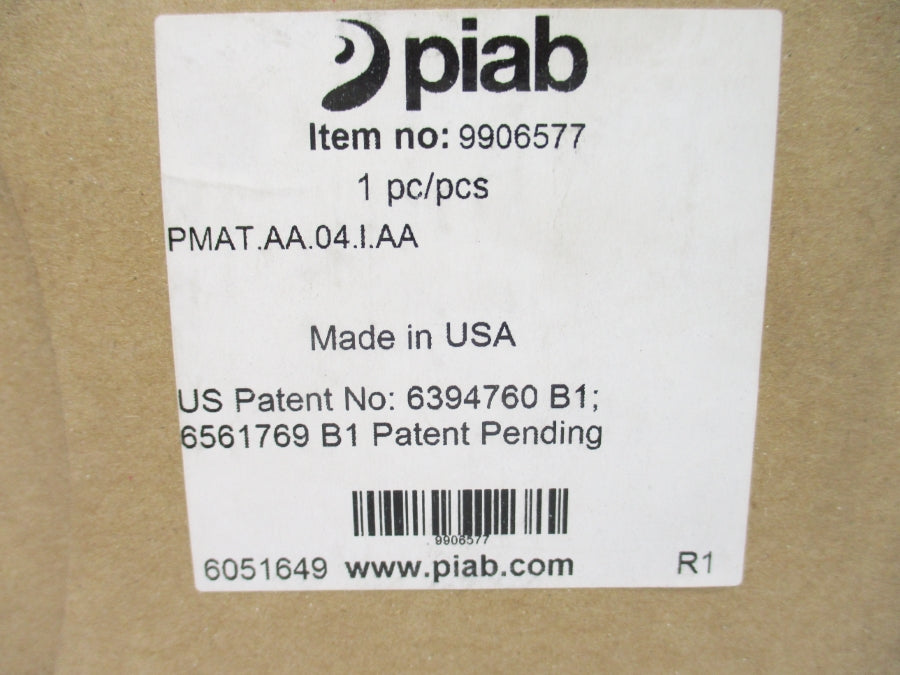 piab
Item no: 9906577
1 pc/pcs
PMAT.AA.04.I.AA
Made in USA
US Patent No: 6394760 B1;
6561769 B1 Patent Pending
9906577
6051649 www.piab.com R1